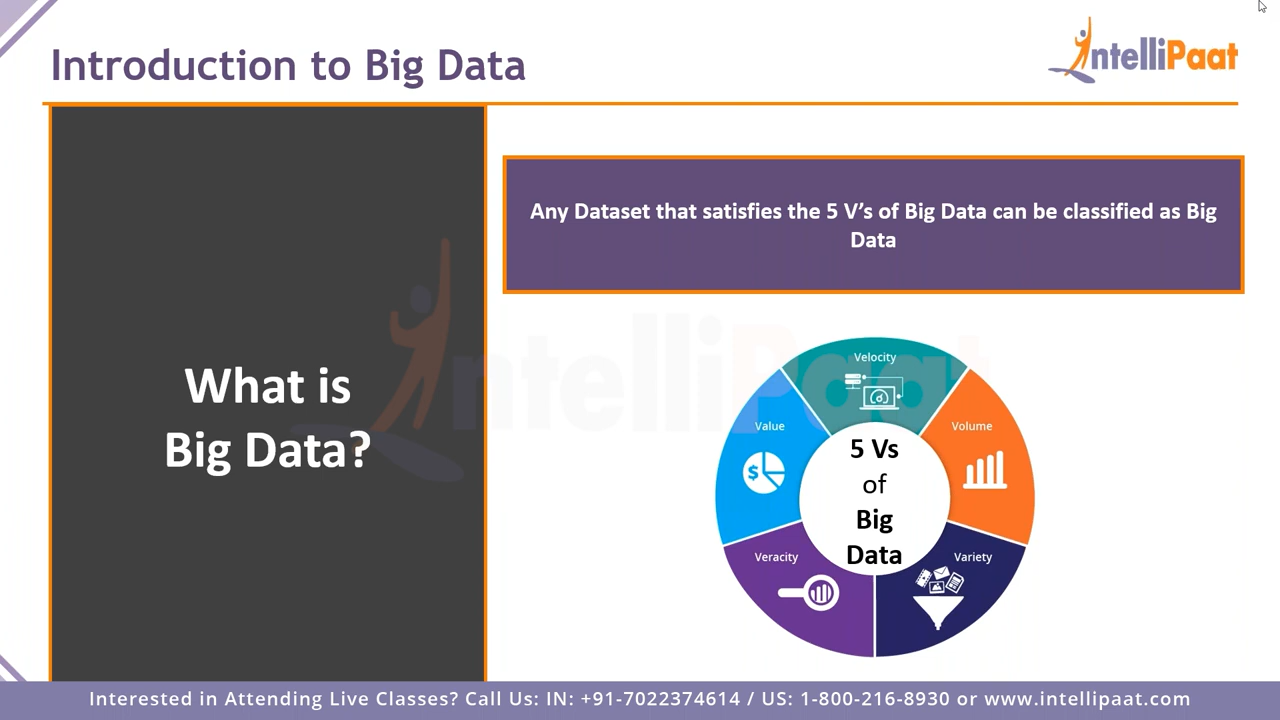 Introduction to Big Data
IntelliPaat
What is
Big Data?
Any Dataset that satisfies the 5 V’s of Big Data can be classified as Big
Data
IntelliPaat
Velocity
Value
Volume
5 Vs
of
Big
Data
Veracity
Variety
$
Interested in Attending Live Classes? Call Us: IN: +91-7022374614 / US: 1-800-216-8930 or www.intellipaat.com